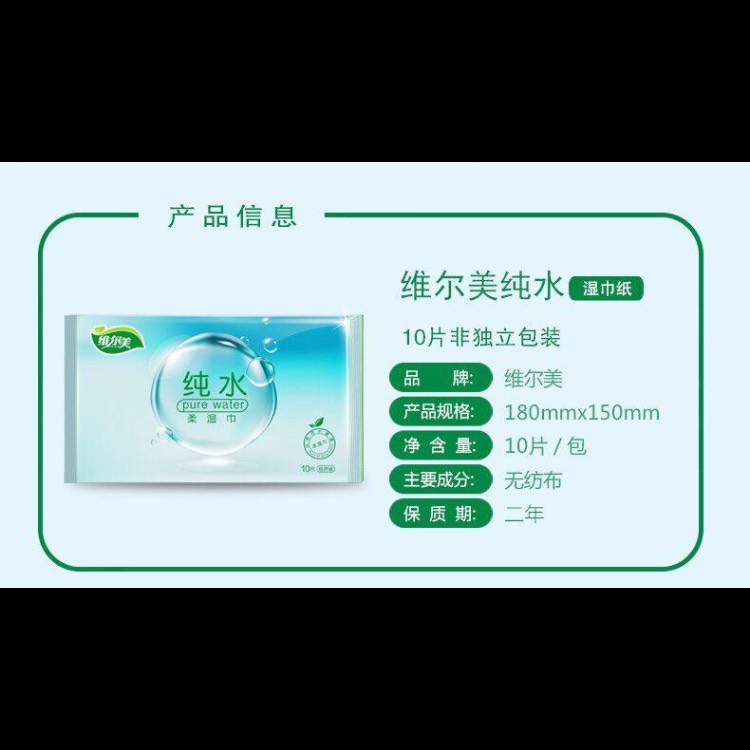 产品信息
维尔美纯水 湿巾纸
10片非独立包装
品 牌: 维尔美
产品规格: 180mmx150mm
净含量: 10片/包
主要成分: 无纺布
保质期: 二年
维尔美
纯水
pure water
柔湿巾
10片